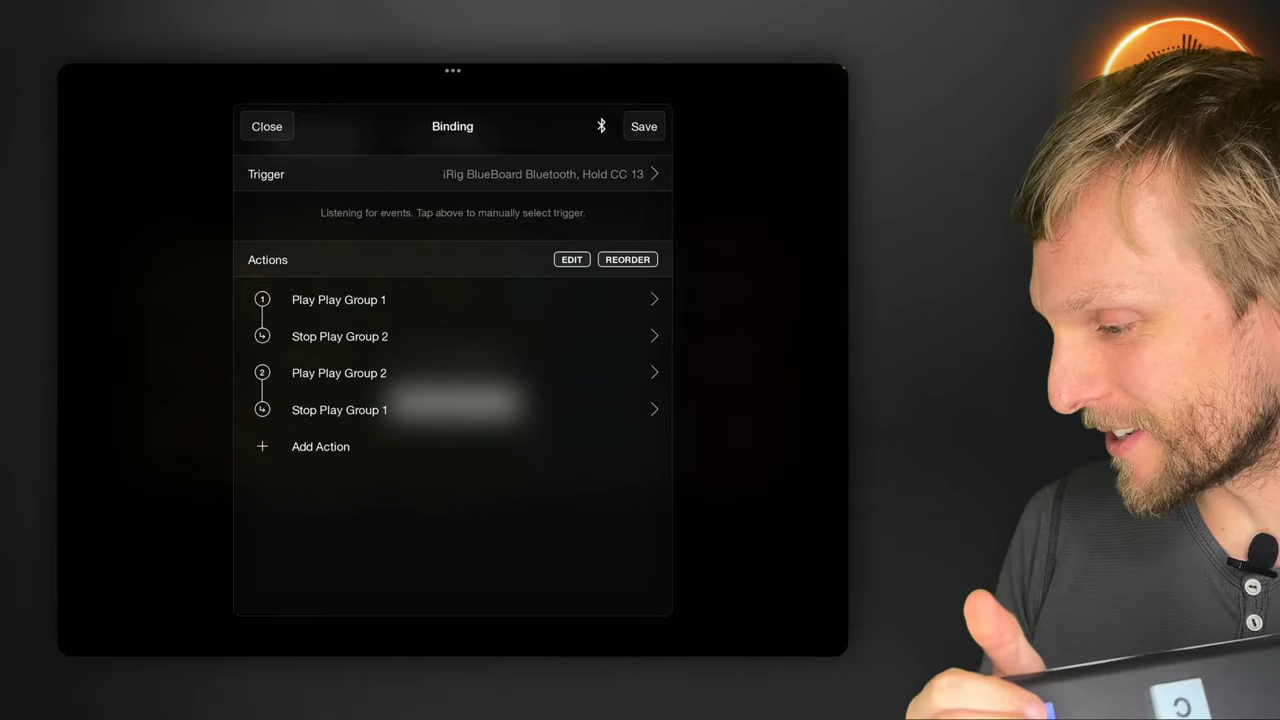 Close
Binding
Save
Trigger
iRig BlueBoard Bluetooth, Hold CC 13
Listening for events. Tap above to manually select trigger.
Actions
EDIT
REORDER
1 Play Play Group 1
Stop Play Group 2
2 Play Play Group 2
Stop Play Group 1
Add Action
C